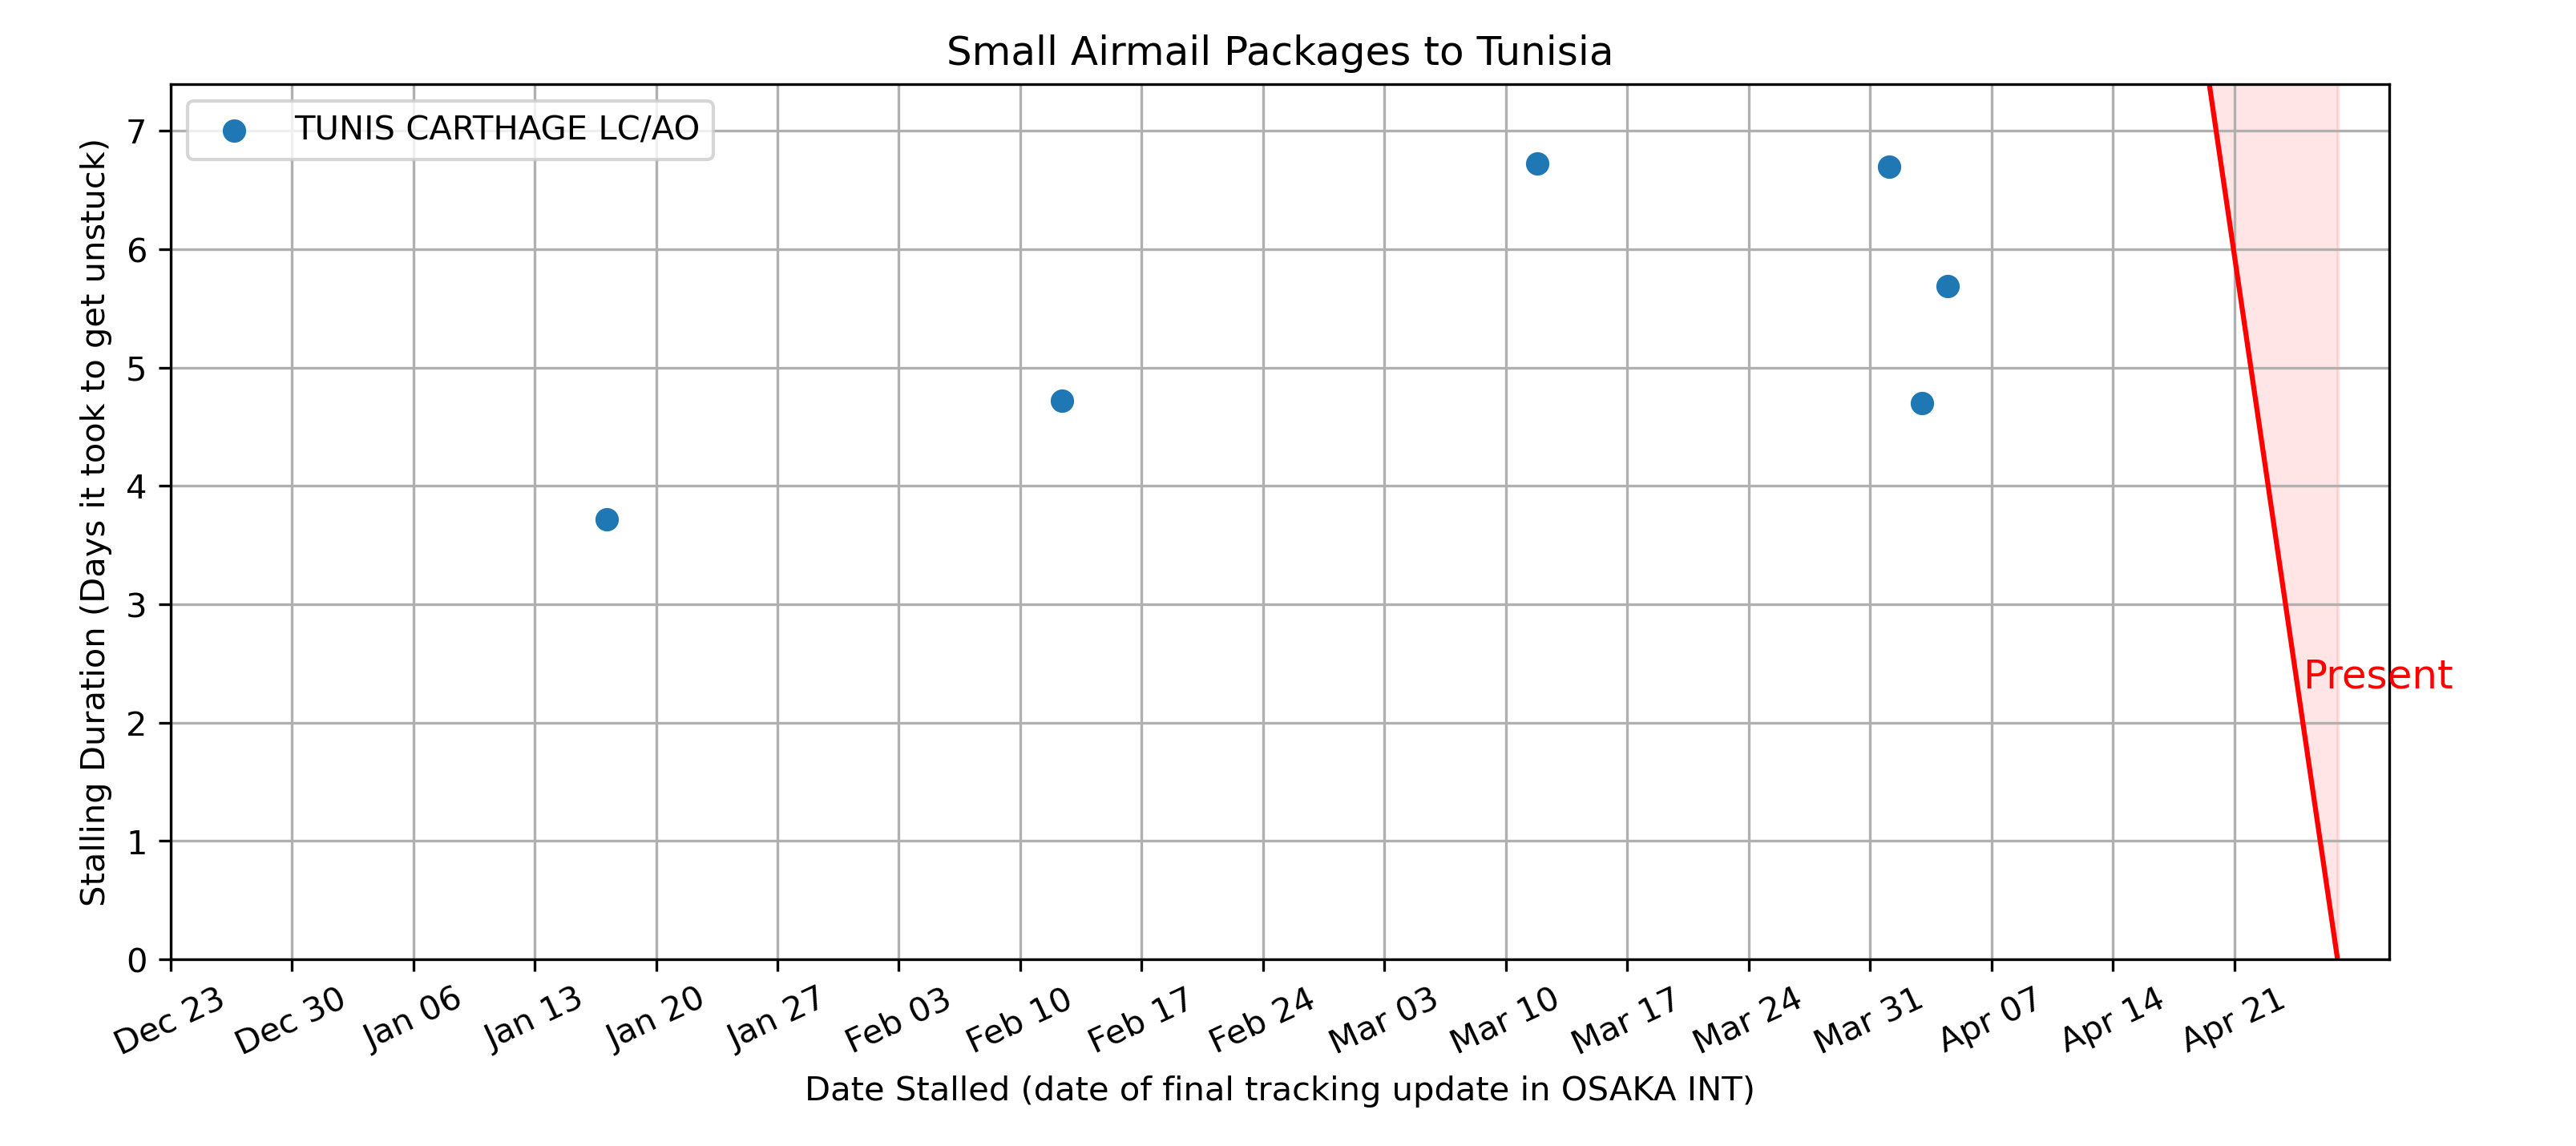 Small Airmail Packages to Tunisia
TUNIS CARTHAGE LC/AO
Stalling Duration (Days it took to get unstuck)
7
6
5
4
3
2
1
0
Present
Dec 23
Dec 30
Jan 06
Jan 13
Jan 20
Jan 27
Feb 03
Feb 10
Feb 17
Feb 24
Mar 03
Mar 10
Mar 17
Mar 24
Mar 31
Apr 07
Apr 14
Apr 21
Date Stalled (date of final tracking update in OSAKA INT)